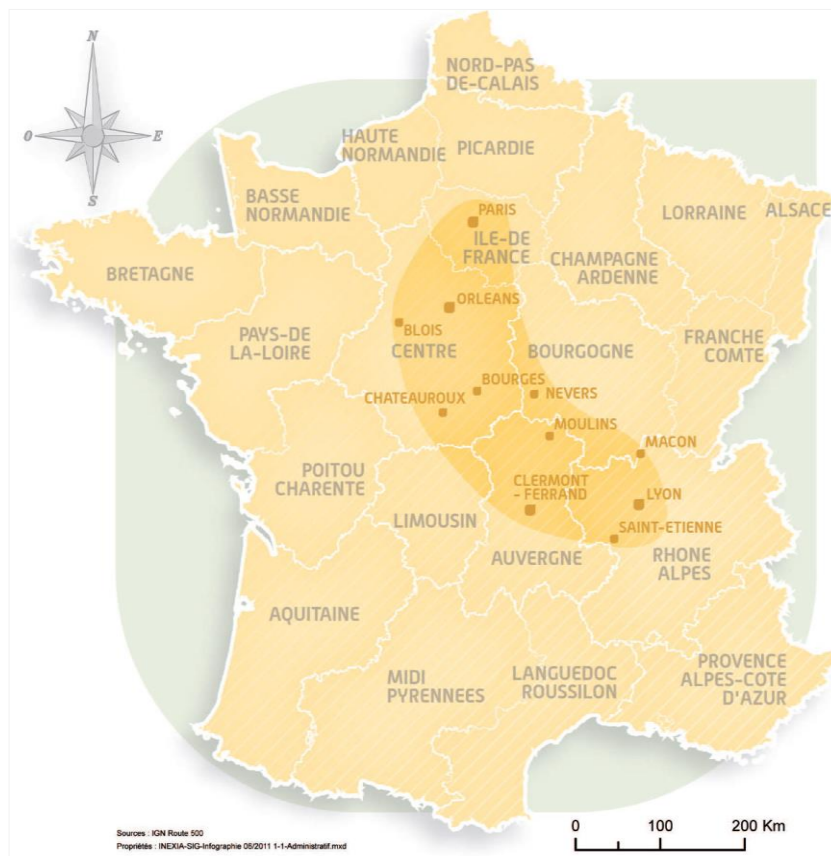 N
O
E
S
NORD-PAS
DE-CALAIS
HAUTE
NORMANDIE
PICARDIE
BASSE
NORMANDIE
PARIS
ILE-DE
FRANCE
LORRAINE
ALSACE
CHAMPAGNE
ARDENNE
BRETAGNE
ORLEANS
BLOIS
PAYS-DE
LA-LOIRE
CENTRE
BOURGOGNE
FRANCHE
COMTE
BOURGES
CHATEAUROUX
NEVERS
MOULINS
MACON
POITOU
CHARENTE
CLERMONT
- FERRAND
LYON
LIMOUSIN
SAINT-ETIENNE
AUVERGNE
RHONE
ALPES
AQUITAINE
MIDI
PYRENNEES
LANGUEDOC
ROUSSILON
PROVENCE
ALPES-COTE
D'AZUR
Sources : IGN Route 500
Propriétés : INEXIA-SIG-Infographie 05/2011 1-1-Administratif.mxd
0 100 200 Km